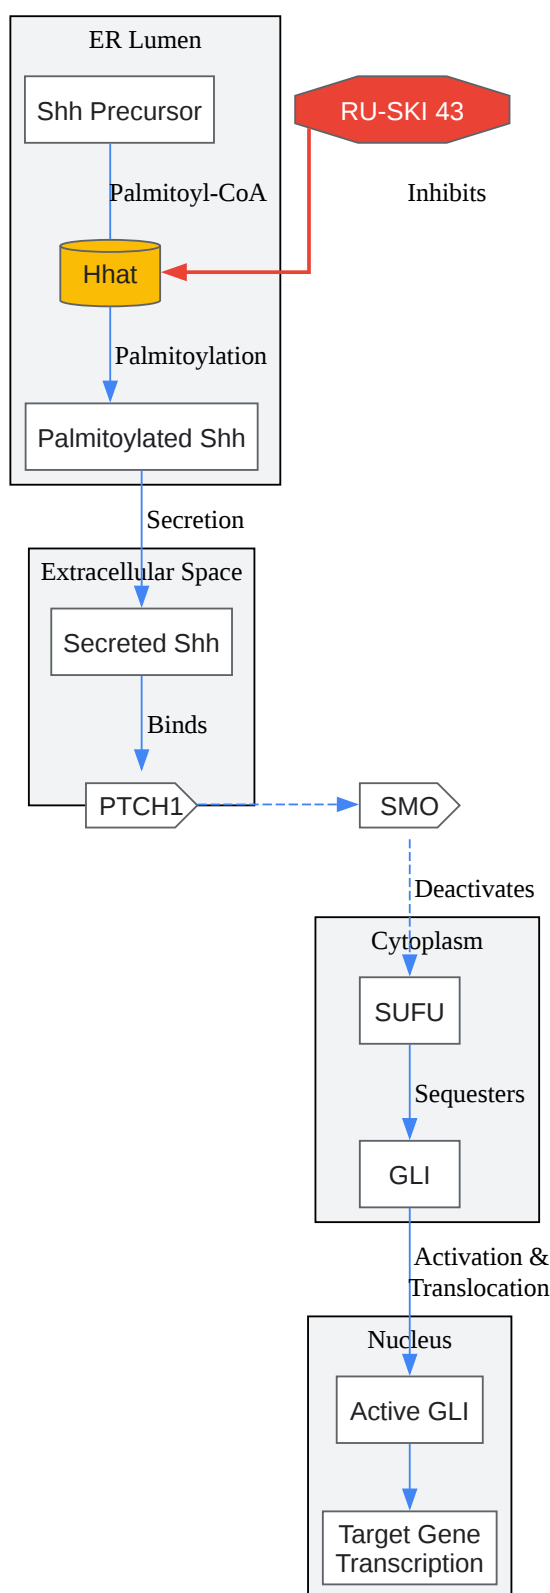 ER Lumen
Shh Precursor
RU-SKI 43
Palmitoyl-CoA
Inhibits
Hhat
Palmitoylation
Palmitoylated Shh
Secretion
Extracellular Space
Secreted Shh
Binds
PTCH1
SMO
Deactivates
Cytoplasm
SUFU
Sequesters
GLI
Activation &
Translocation
Nucleus
Active GLI
Target Gene
Transcription